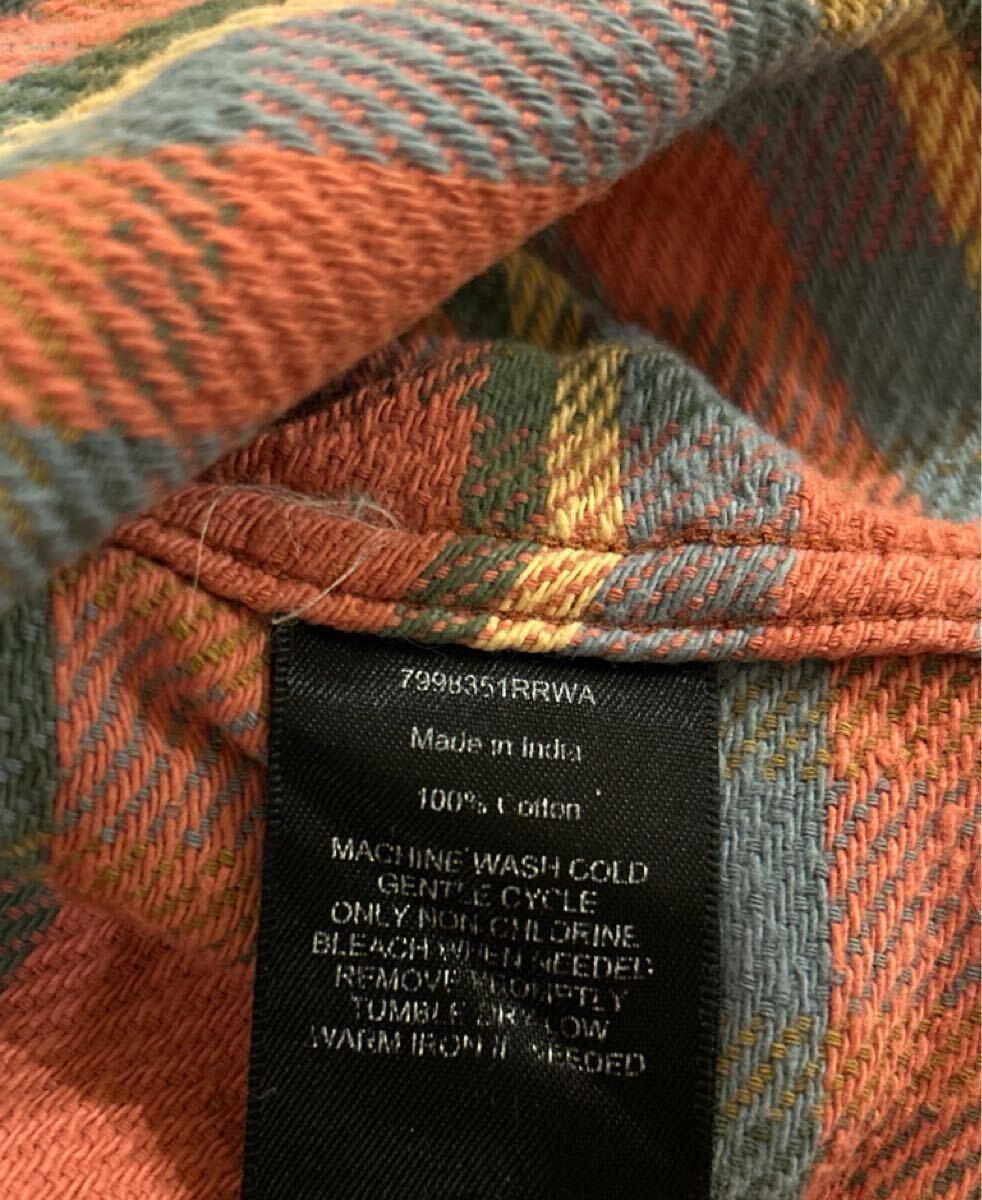 7998351RRWA
Made in India
100% Cotton
MACHINE WASH COLD
GENTLE CYCLE
ONLY NON CHLORINE
BLEACH WHEN NEEDED
REMOVE PROMPTLY
TUMBLE DRY LOW
WARM IRON IF NEEDED